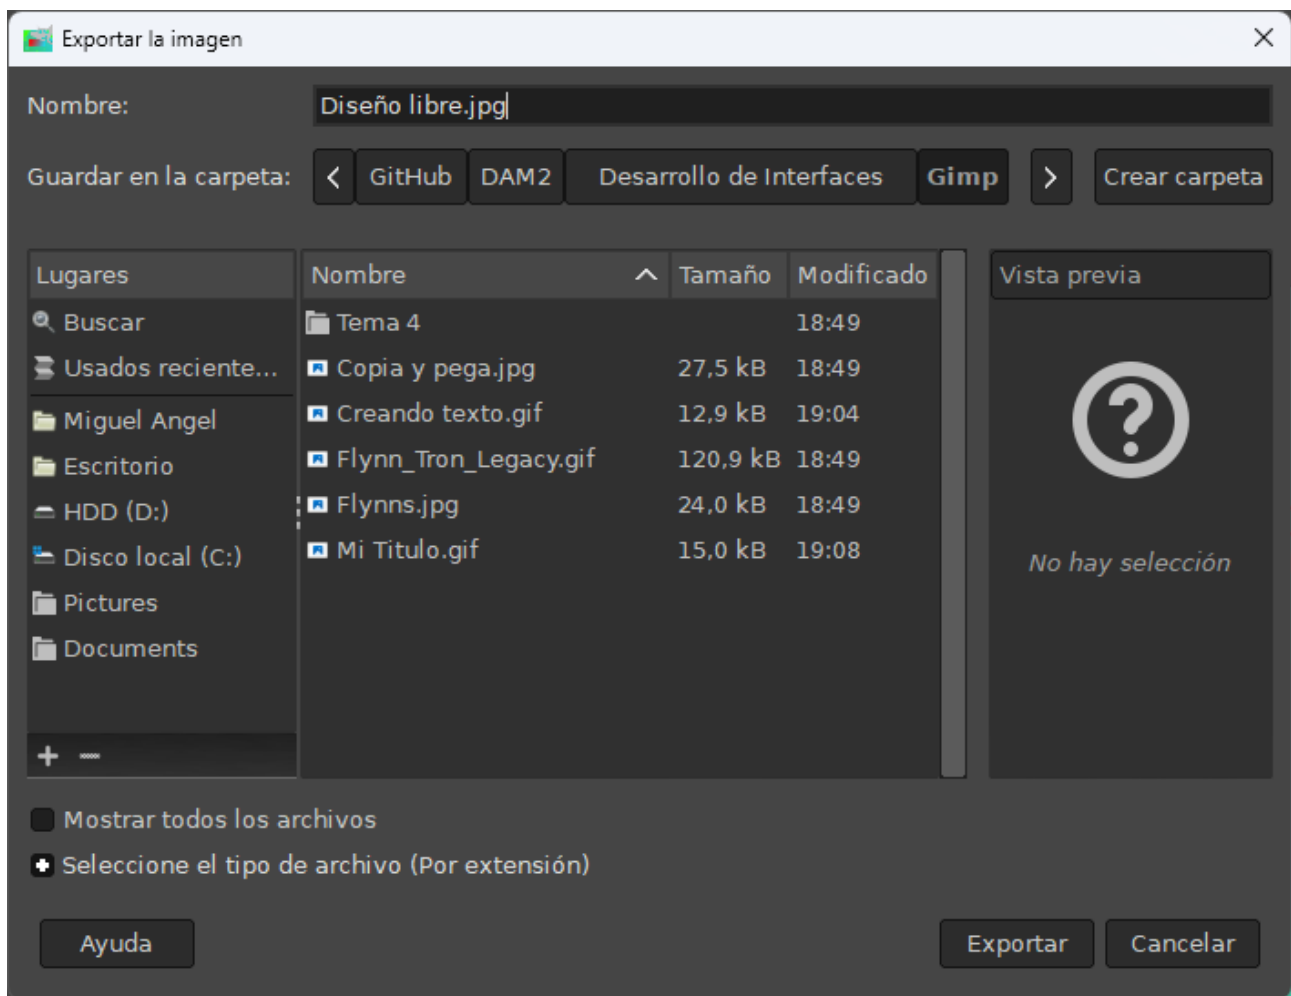 Exportar la imagen
Nombre: Diseño libre.jpg
Guardar en la carpeta: GitHub DAM2 Desarrollo de Interfaces Gimp Crear carpeta
Lugares Nombre Tamaño Modificado Vista previa
Buscar Tema 4 18:49
Usados reciente... Copia y pega.jpg 27,5 kB 18:49
Miguel Angel Creando texto.gif 12,9 kB 19:04
Escritorio Flynn_Tron_Legacy.gif 120,9 kB 18:49
HDD (D:) Flynns.jpg 24,0 kB 18:49
Disco local (C:) Mi Titulo.gif 15,0 kB 19:08 No hay selección
Pictures
Documents
Mostrar todos los archivos
Seleccione el tipo de archivo (Por extensión)
Ayuda Exportar Cancelar